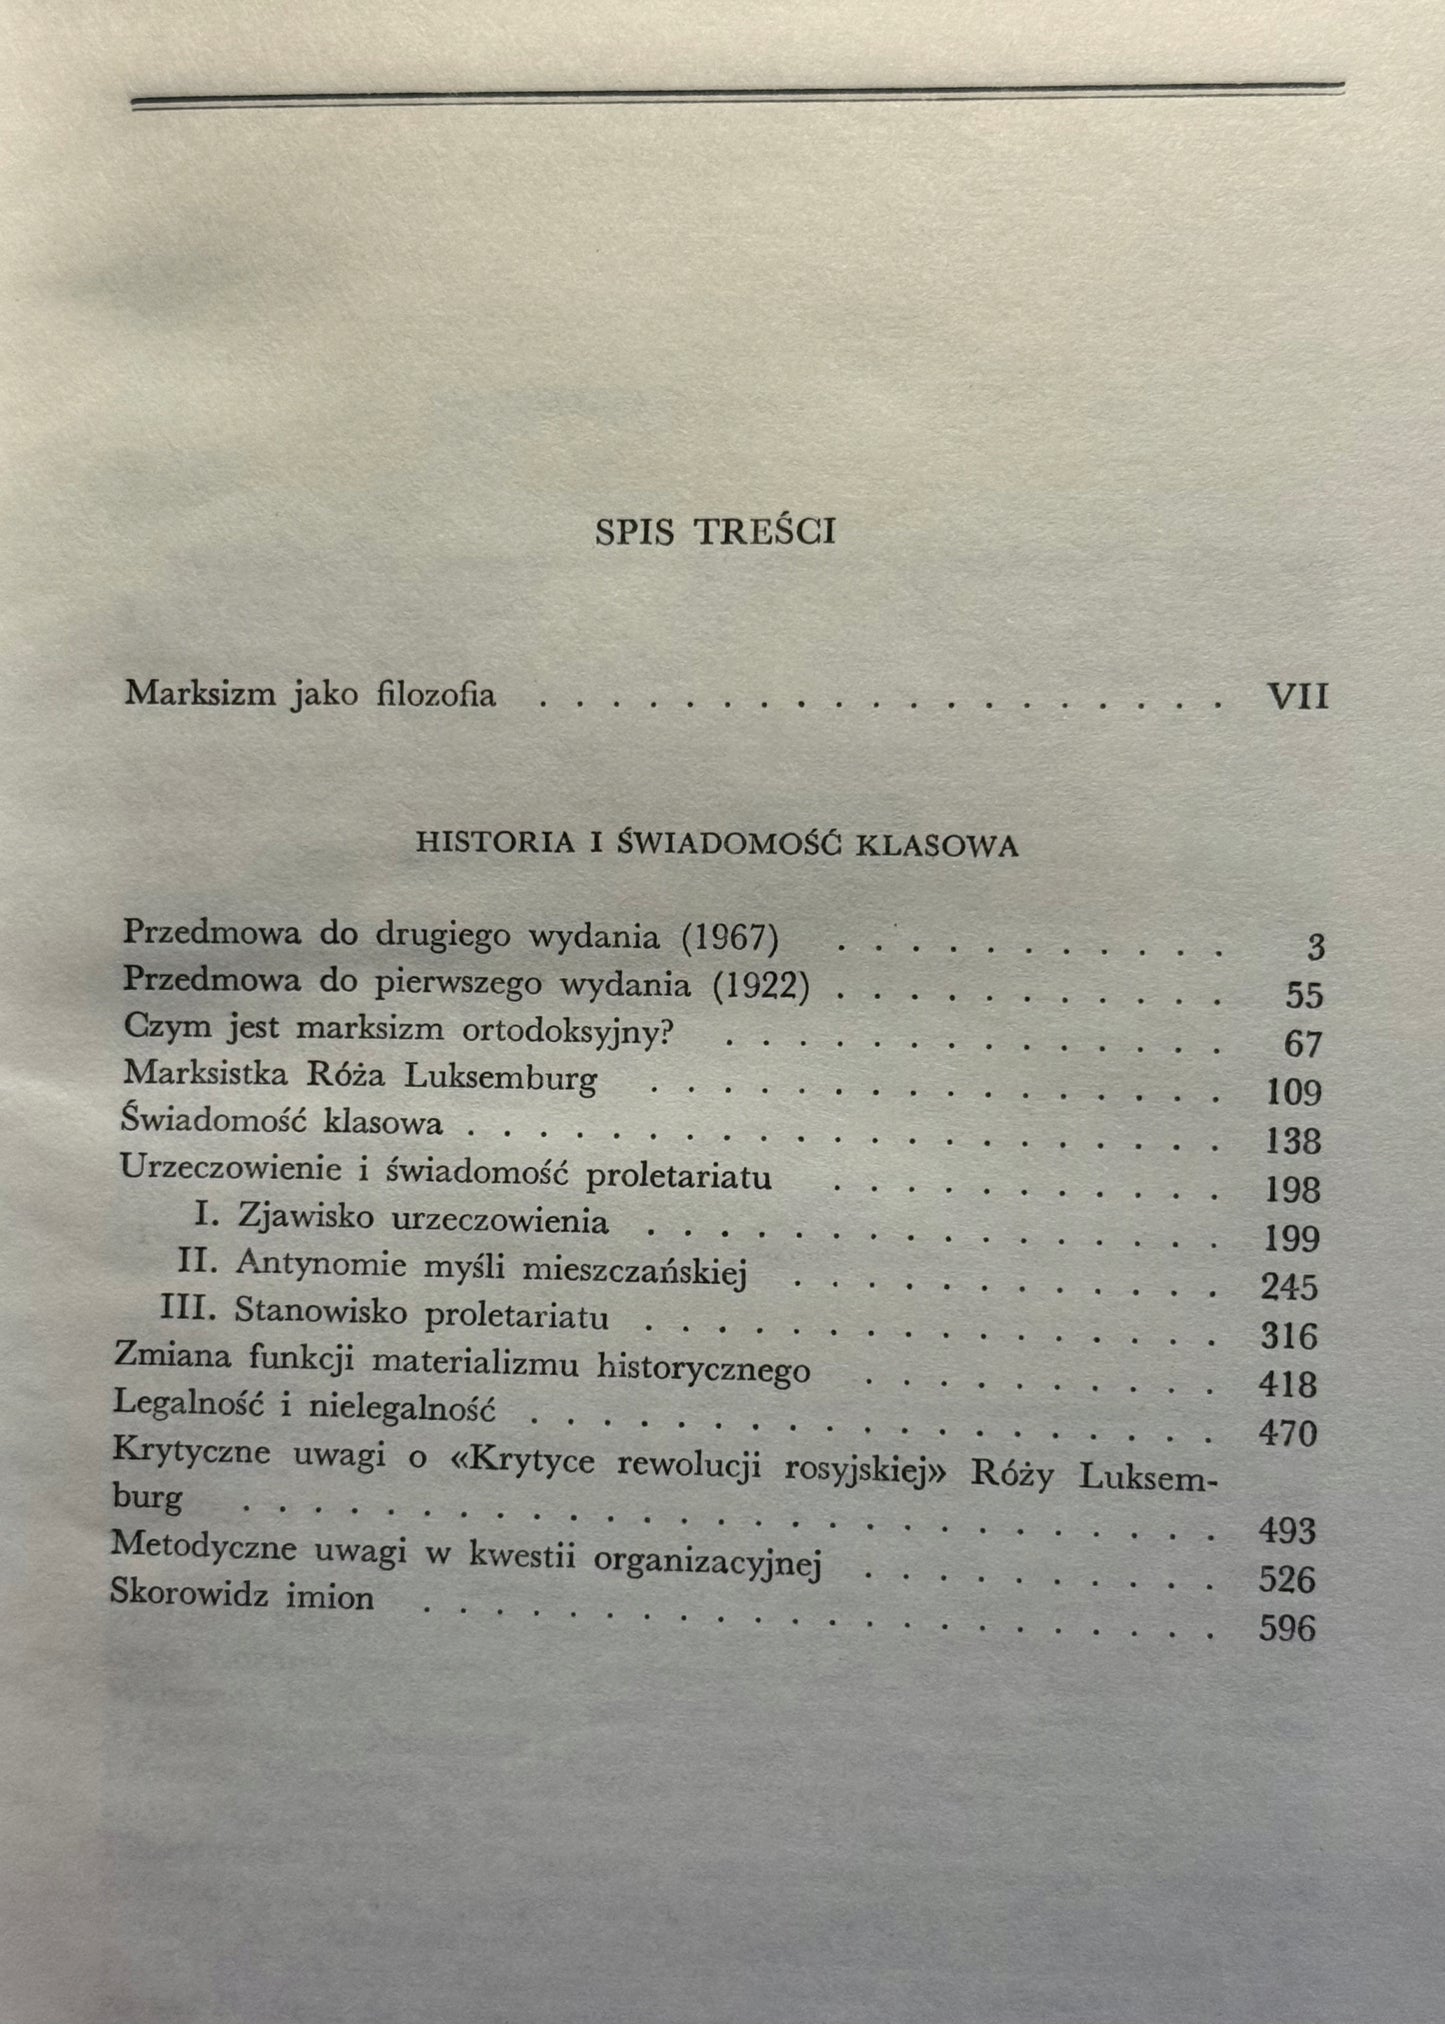 SPIS TREŚCI
Marksizm jako filozofia . . . . . . . . . . . . . . . . . . . VII
HISTORIA I ŚWIADOMOŚĆ KLASOWA
Przedmowa do drugiego wydania (1967) . . . . . . . . . . . 3
Przedmowa do pierwszego wydania (1922) . . . . . . . . . . . 55
Czym jest marksizm ortodoksyjny? . . . . . . . . . . . . . . 67
Marksistka Róża Luksemburg . . . . . . . . . . . . . . . . 109
Świadomość klasowa . . . . . . . . . . . . . . . . . . . . . 138
Urzeczowienie i świadomość proletariatu . . . . . . . . . . . 198
I. Zjawisko urzeczowienia . . . . . . . . . . . . . . . . 199
II. Antynomie myśli mieszczańskiej . . . . . . . . . . . . 245
III. Stanowisko proletariatu . . . . . . . . . . . . . . . . 316
Zmiana funkcji materializmu historycznego . . . . . . . . . . 418
Legalność i nielegalność . . . . . . . . . . . . . . . . . . . 470
Krytyczne uwagi o «Krytyce rewolucji rosyjskiej» Róży Luksem-
burg . . . . . . . . . . . . . . . . . . . . . . . . . . . 493
Metodyczne uwagi w kwestii organizacyjnej . . . . . . . . . . 526
Skorowidz imion . . . . . . . . . . . . . . . . . . . . . . 596